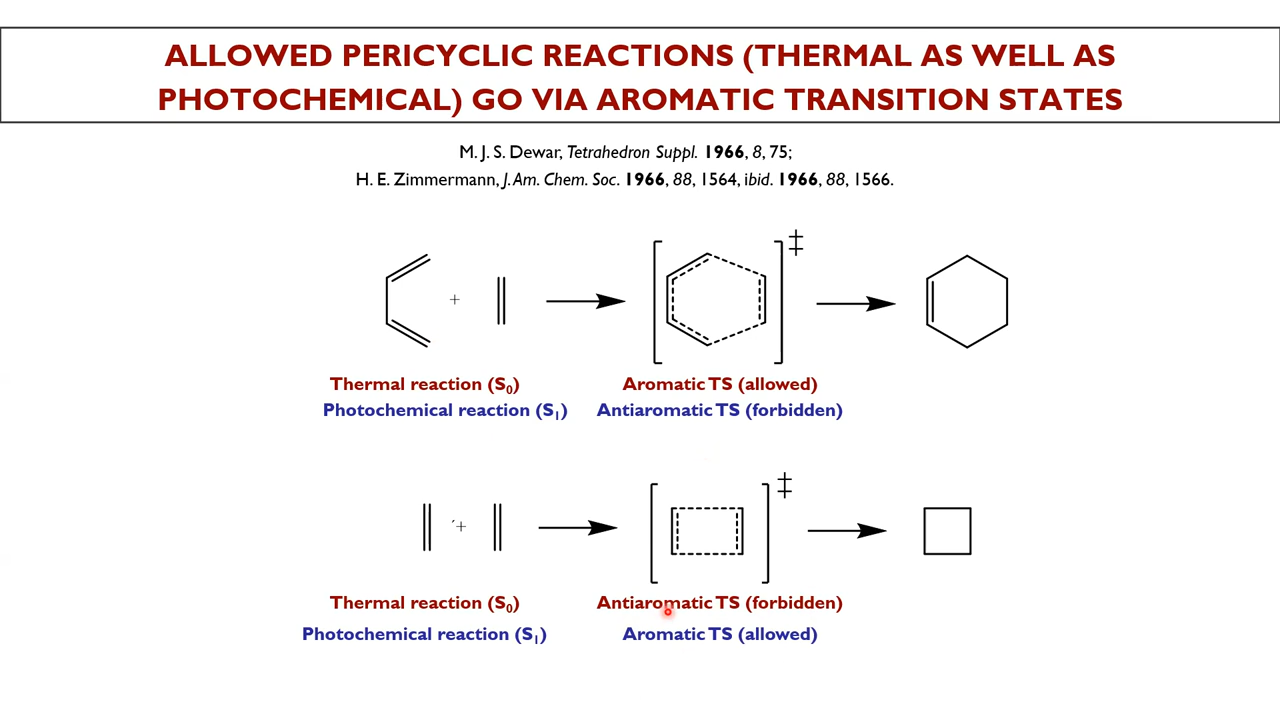 ALLOWED PERICYCLIC REACTIONS (THERMAL AS WELL AS
PHOTOCHEMICAL) GO VIA AROMATIC TRANSITION STATES
M. J. S. Dewar, Tetrahedron Suppl. 1966, 8, 75;
H. E. Zimmermann, J. Am. Chem. Soc. 1966, 88, 1564, ibid. 1966, 88, 1566.
+
‡
Thermal reaction (S₀) Aromatic TS (allowed)
Photochemical reaction (S₁) Antiaromatic TS (forbidden)
+
‡
Thermal reaction (S₀) Antiaromatic TS (forbidden)
Photochemical reaction (S₁) Aromatic TS (allowed)